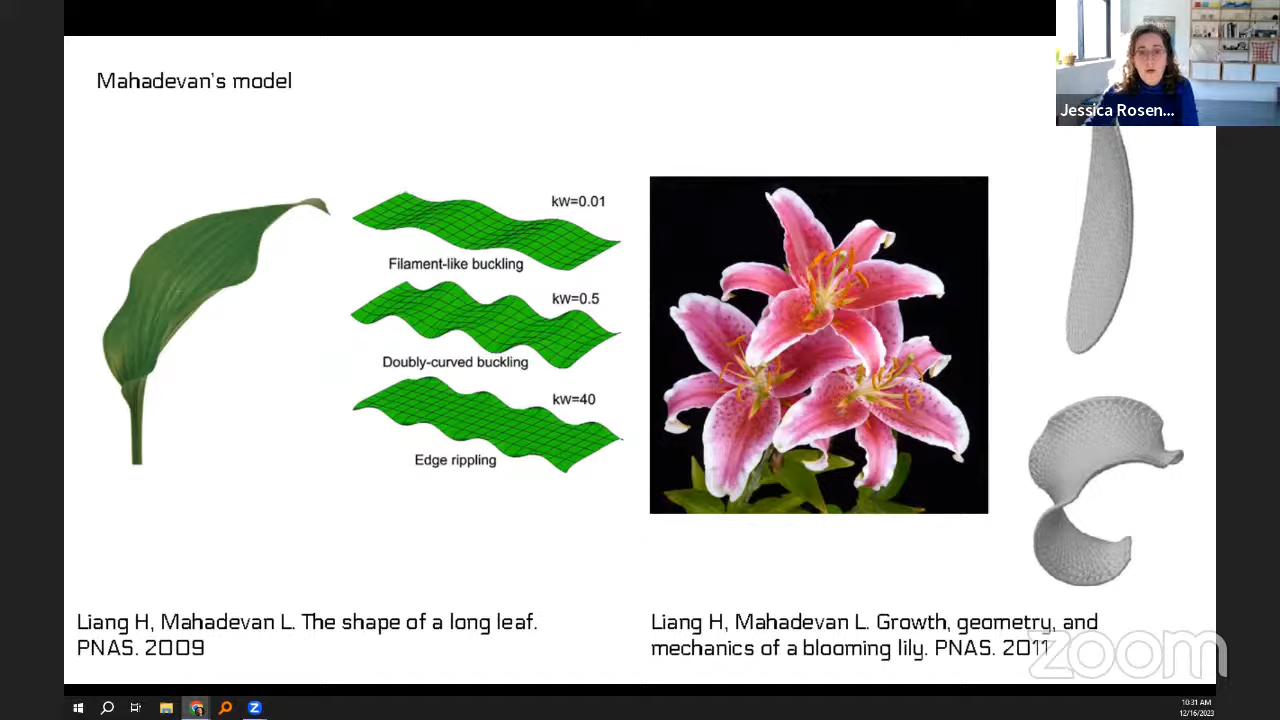 Mahadevan's model
Jessica Rosen...
kw=0.01
Filament-like buckling
kw=0.5
Doubly-curved buckling
kw=40
Edge rippling
Liang H, Mahadevan L. The shape of a long leaf.
PNAS. 2009
Liang H, Mahadevan L. Growth, geometry, and
mechanics of a blooming lily. PNAS. 2011
zoom
Z
10:31 AM
12/16/2023